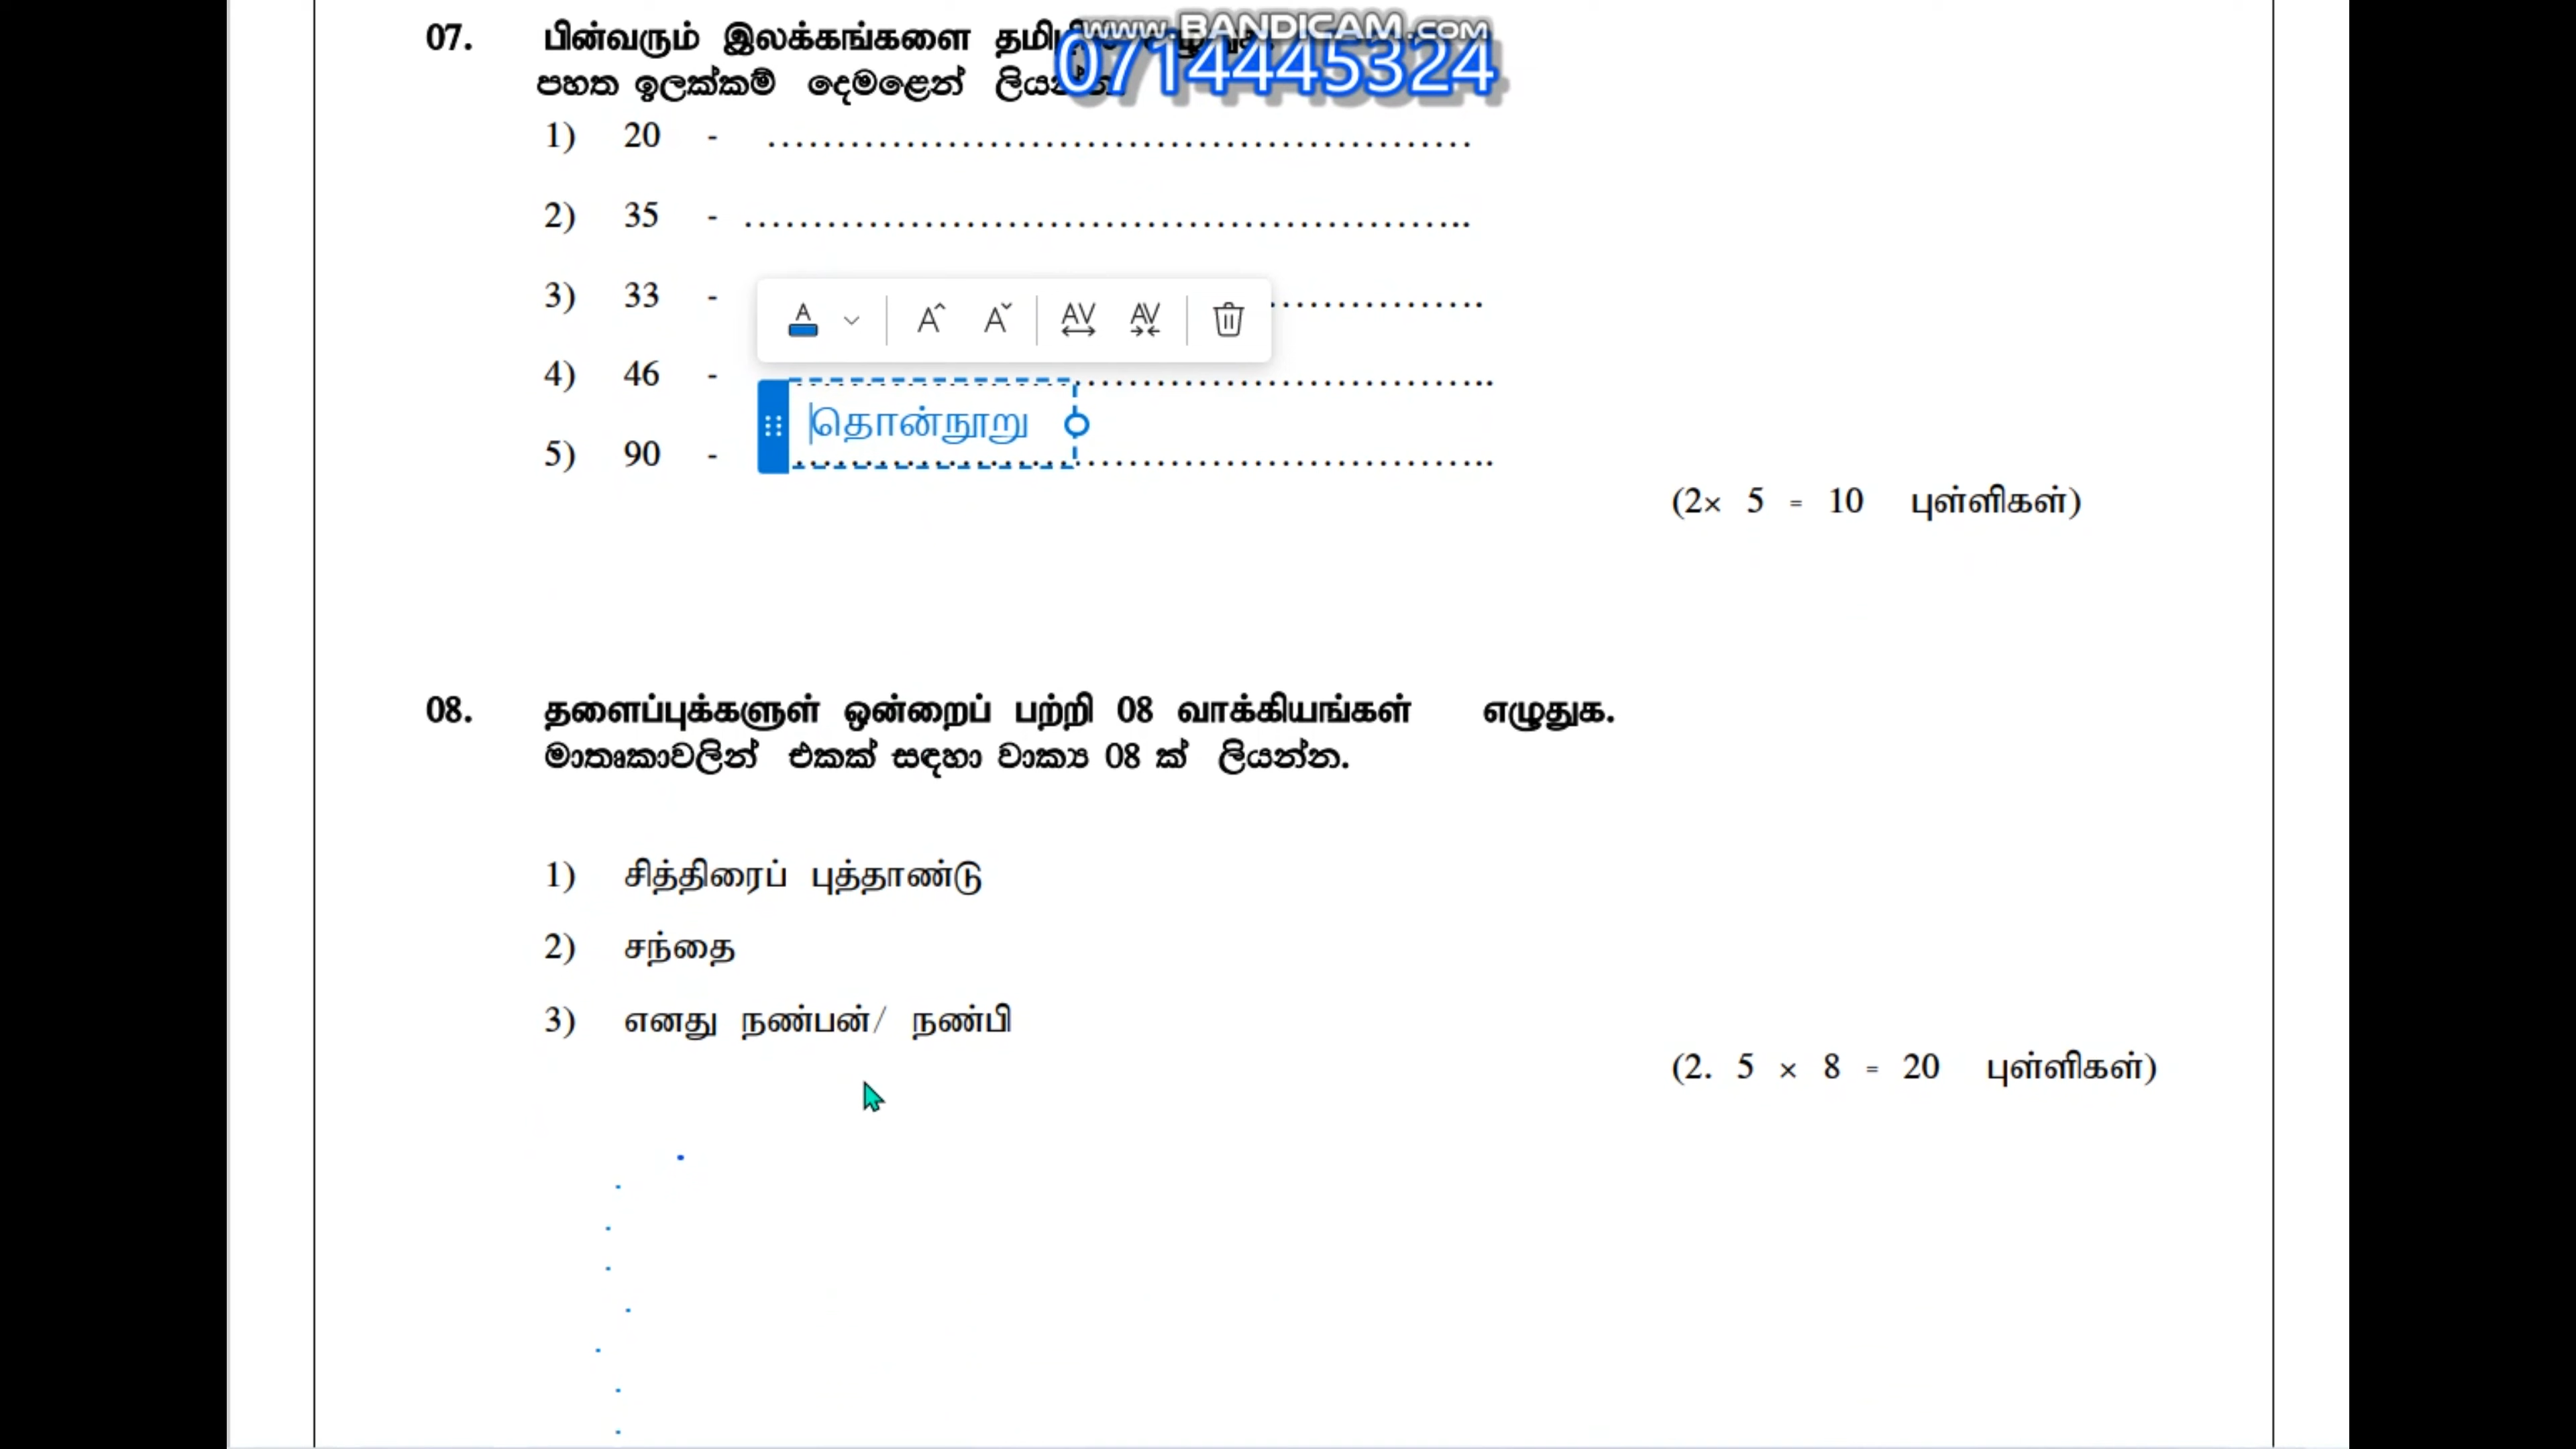 www.BANDICAM.com
0714445324
07. பின்வரும் இலக்கங்களை
පහත ඉලක්කම් දෙමළෙන් ලියන්න
1) 20 - ....................................................
2) 35 - ......................................................
3) 33 - ................
4) 46 - ...............................
தொன்நூறு
5) 90 - ....................................................
(2× 5 = 10 புள்ளிகள்)
08. தளைப்புக்களுள் ஒன்றைப் பற்றி 08 வாக்கியங்கள் எழுதுக.
මාතෘකාවලින් එකක් සඳහා වාක්‍ය 08 ක් ලියන්න.
1) சித்திரைப் புத்தாண்டு
2) சந்தை
3) எனது நண்பன்/ நண்பி
(2. 5 × 8 = 20 புள்ளிகள்)